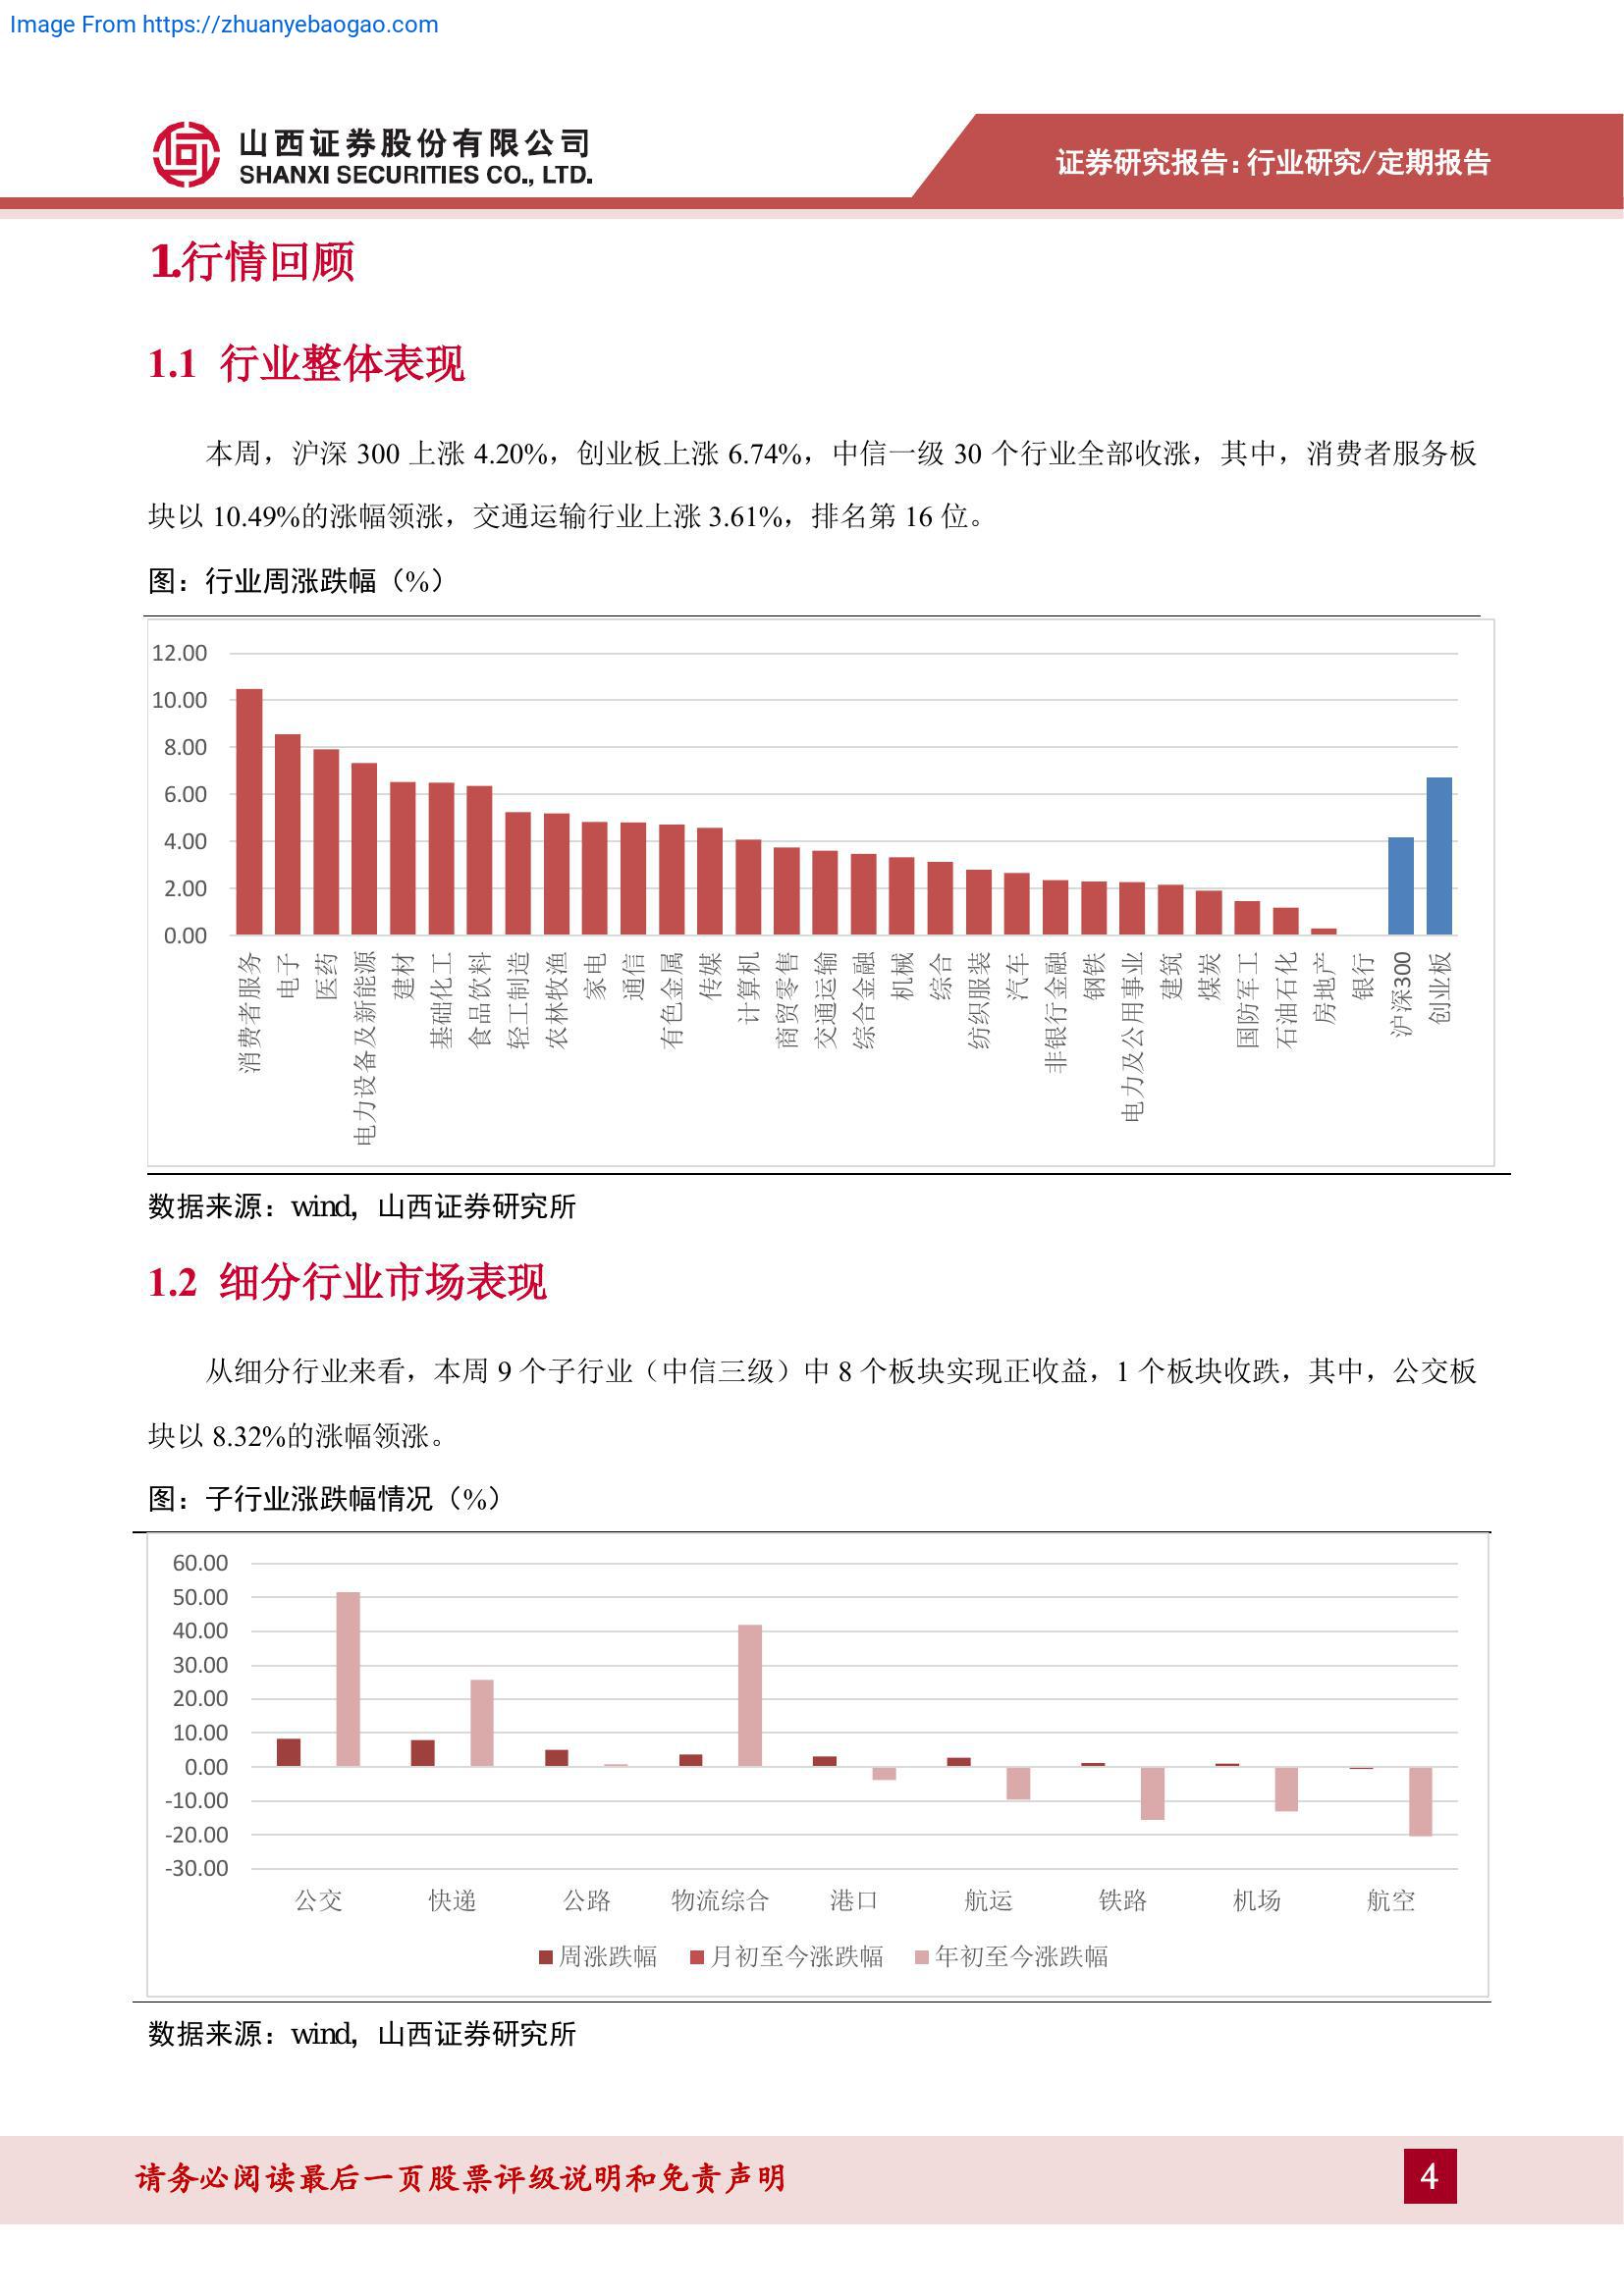 Image From https://zhuanyebaogao.com
山西证券股份有限公司
SHANXI SECURITIES CO., LTD.
证券研究报告：行业研究/定期报告
1.行情回顾
1.1 行业整体表现
本周，沪深 300 上涨 4.20%，创业板上涨 6.74%，中信一级 30 个行业全部收涨，其中，消费者服务板
块以 10.49%的涨幅领涨，交通运输行业上涨 3.61%，排名第 16 位。
图：行业周涨跌幅（%）
12.00
10.00
8.00
6.00
4.00
2.00
0.00
消费者服务
电子
医药
电力设备及新能源
建材
基础化工
食品饮料
轻工制造
农林牧渔
家电
通信
有色金属
传媒
计算机
商贸零售
交通运输
综合金融
机械
综合
纺织服装
汽车
非银行金融
钢铁
电力及公用事业
建筑
煤炭
国防军工
石油石化
房地产
银行
沪深300
创业板
数据来源：wind，山西证券研究所
1.2 细分行业市场表现
从细分行业来看，本周 9 个子行业（中信三级）中 8 个板块实现正收益，1 个板块收跌，其中，公交板
块以 8.32%的涨幅领涨。
图：子行业涨跌幅情况（%）
60.00
50.00
40.00
30.00
20.00
10.00
0.00
-10.00
-20.00
-30.00
公交 快递 公路 物流综合 港口 航运 铁路 机场 航空
周涨跌幅 月初至今涨跌幅 年初至今涨跌幅
数据来源：wind，山西证券研究所
请务必阅读最后一页股票评级说明和免责声明
4